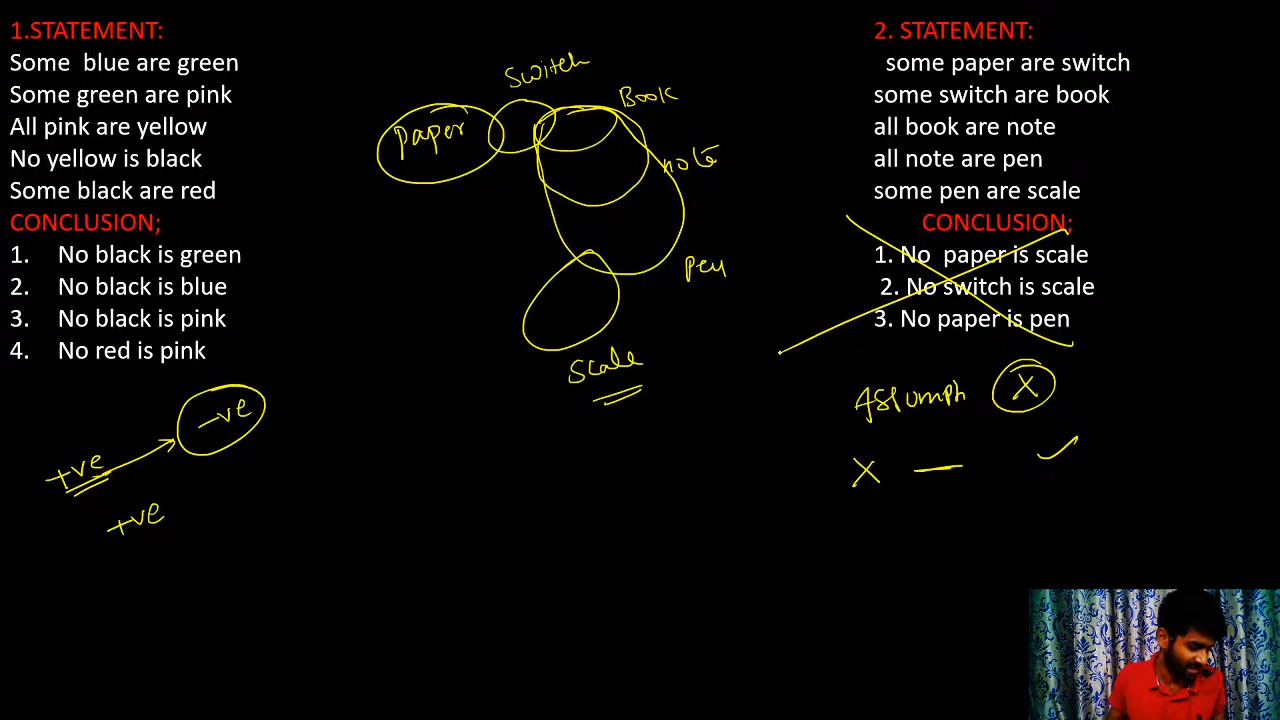 1.STATEMENT:
Some blue are green
Some green are pink
All pink are yellow
No yellow is black
Some black are red
CONCLUSION;
1. No black is green
2. No black is blue
3. No black is pink
4. No red is pink
+ve
-ve
+ve
Switch
Book
paper
note
pen
Scale
2. STATEMENT:
some paper are switch
some switch are book
all book are note
all note are pen
some pen are scale
CONCLUSION;
1. No paper is scale
2. No switch is scale
3. No paper is pen
Assumph X
X —